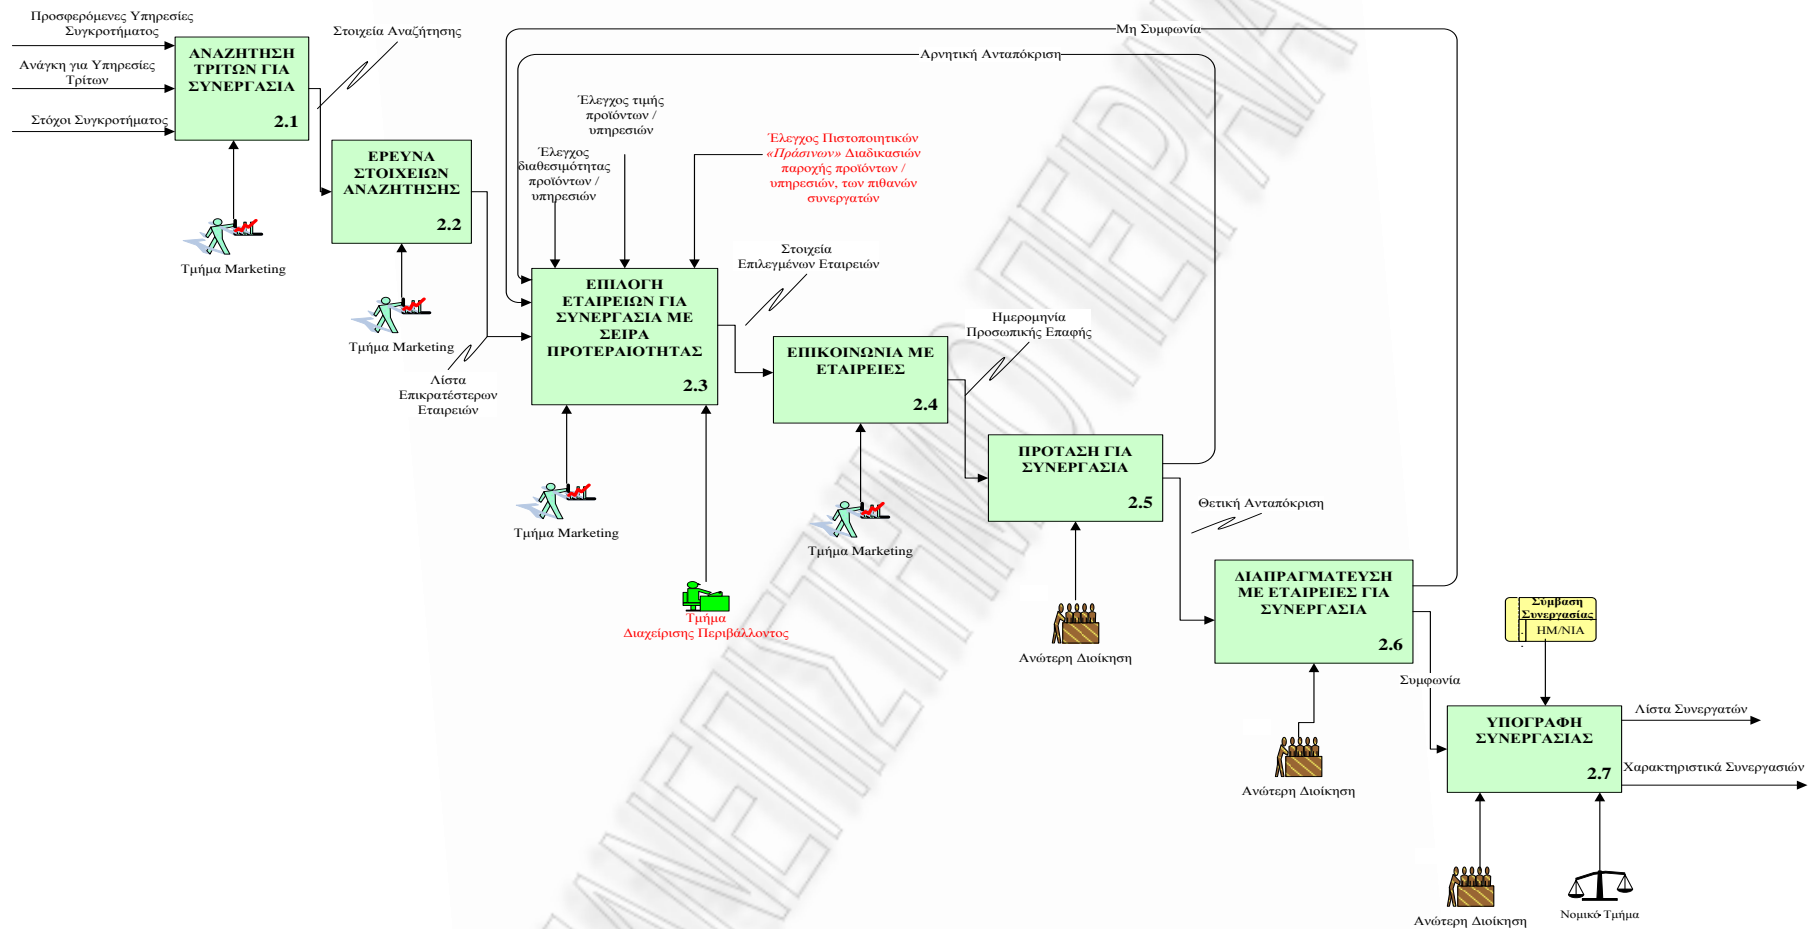 Προσφερόμενες Υπηρεσίες
Συγκροτήματος
Ανάγκη για Υπηρεσίες
Τρίτων
Στόχοι Συγκροτήματος
ΑΝΑΖΗΤΗΣΗ
ΤΡΙΤΩΝ ΓΙΑ
ΣΥΝΕΡΓΑΣΙΑ
2.1
Στοιχεία Αναζήτησης
Τμήμα Marketing
ΕΡΕΥΝΑ
ΣΤΟΙΧΕΙΩΝ
ΑΝΑΖΗΤΗΣΗΣ
2.2
Τμήμα Marketing
Λίστα
Επικρατέστερων
Εταιρειών
Μη Συμφωνία
Αρνητική Ανταπόκριση
Έλεγχος
διαθεσιμότητας
προϊόντων /
υπηρεσιών
Έλεγχος τιμής
προϊόντων /
υπηρεσιών
Έλεγχος Πιστοποιητικών
«Πράσινων» Διαδικασιών
παροχής προϊόντων /
υπηρεσιών, των πιθανών
συνεργατών
ΕΠΙΛΟΓΗ
ΕΤΑΙΡΕΙΩΝ ΓΙΑ
ΣΥΝΕΡΓΑΣΙΑ ΜΕ
ΣΕΙΡΑ
ΠΡΟΤΕΡΑΙΟΤΗΤΑΣ
2.3
Τμήμα Marketing
Τμήμα
Διαχείρισης Περιβάλλοντος
Στοιχεία
Επιλεγμένων Εταιρειών
ΕΠΙΚΟΙΝΩΝΙΑ ΜΕ
ΕΤΑΙΡΕΙΕΣ
2.4
Τμήμα Marketing
Ημερομηνία
Προσωπικής Επαφής
ΠΡΟΤΑΣΗ ΓΙΑ
ΣΥΝΕΡΓΑΣΙΑ
2.5
Ανώτερη Διοίκηση
Θετική Ανταπόκριση
ΔΙΑΠΡΑΓΜΑΤΕΥΣΗ
ΜΕ ΕΤΑΙΡΕΙΕΣ ΓΙΑ
ΣΥΝΕΡΓΑΣΙΑ
2.6
Ανώτερη Διοίκηση
Συμφωνία
Σύμβαση
Συνεργασίας
ΗΜ/ΝΙΑ
ΥΠΟΓΡΑΦΗ
ΣΥΝΕΡΓΑΣΙΑΣ
2.7
Λίστα Συνεργατών
Χαρακτηριστικά Συνεργασιών
Ανώτερη Διοίκηση
Νομικό Τμήμα